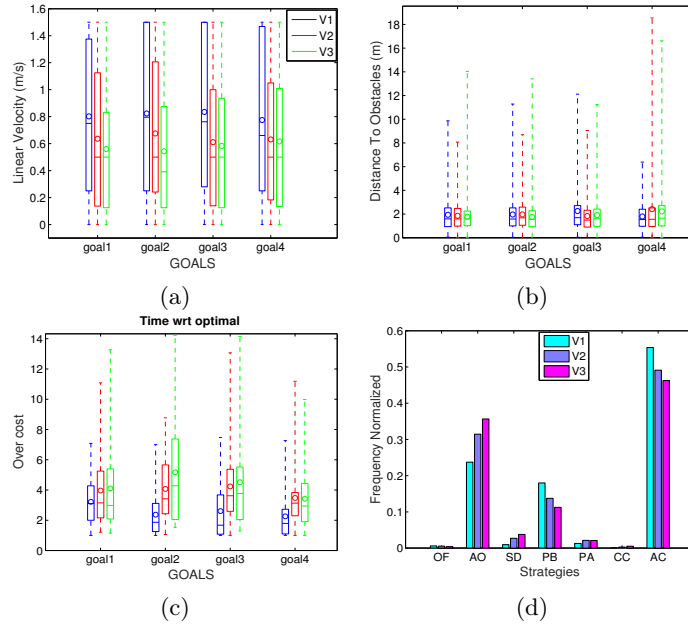 1.6
1.4
1.2
1
0.8
0.6
0.4
0.2
0
Linear Velocity (m/s)
V1
V2
V3
goal1 goal2 goal3 goal4
GOALS
(a)
16
14
12
10
8
6
4
2
0
Distance To Obstacles (m)
goal1 goal2 goal3 goal4
GOALS
(b)
Time wrt optimal
14
12
10
8
6
4
2
0
Over cost
goal1 goal2 goal3 goal4
GOALS
(c)
0.6
0.5
0.4
0.3
0.2
0.1
0
Frequency Normalized
V1
V2
V3
OF AO SD PB PA CC AC
Strategies
(d)